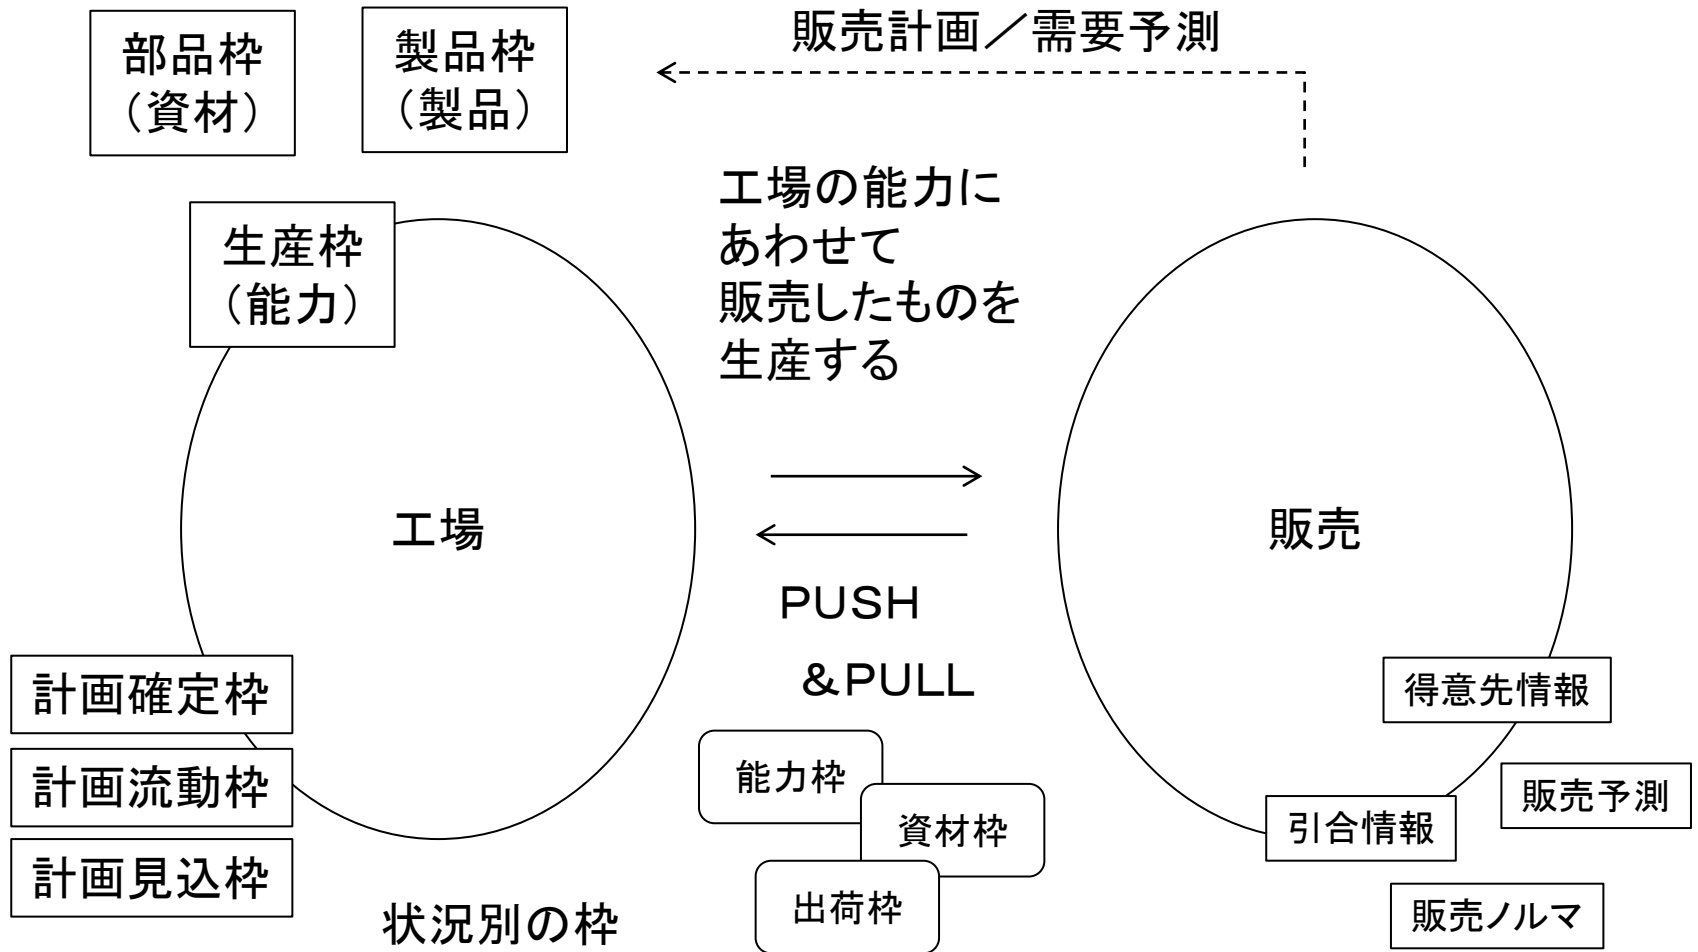 部品枠
（資材）
製品枠
（製品）
販売計画／需要予測
生産枠
（能力）
工場の能力に
あわせて
販売したものを
生産する
工場
販売
ＰＵＳＨ
＆ＰＵＬＬ
計画確定枠
計画流動枠
計画見込枠
状況別の枠
能力枠
資材枠
出荷枠
得意先情報
販売予測
引合情報
販売ノルマ